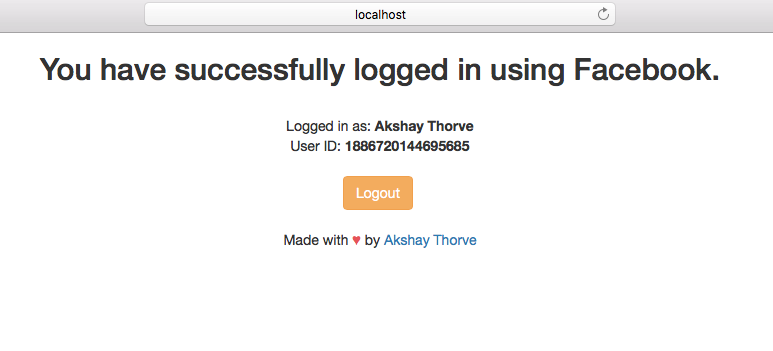 localhost
You have successfully logged in using Facebook.
Logged in as: Akshay Thorve
User ID: 1886720144695685
Logout
Made with ♥ by Akshay Thorve